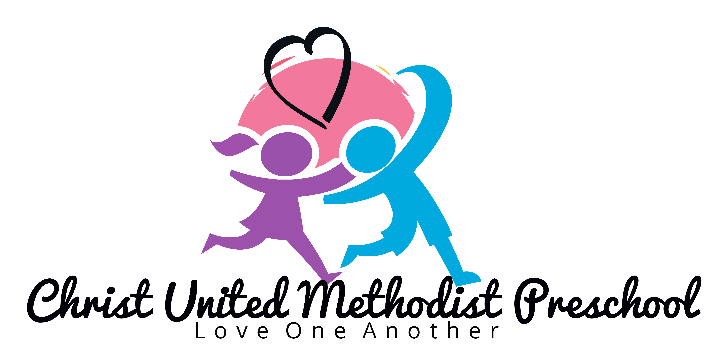 Christ United Methodist Preschool
Love One Another